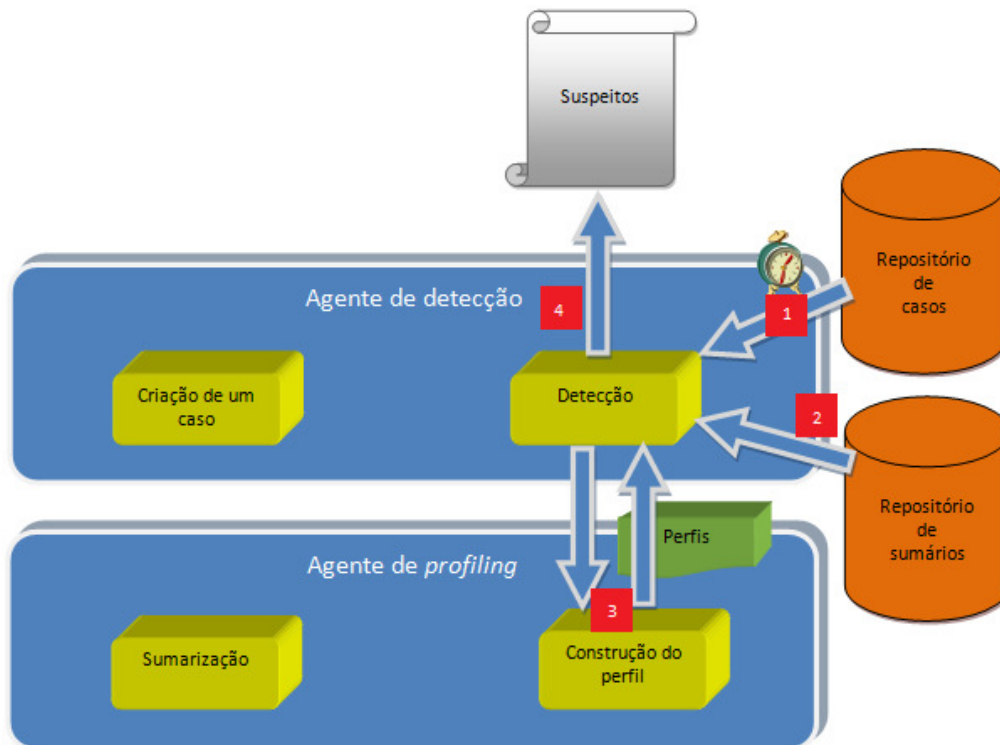 Suspeitos
Repositório
de
casos
Agente de detecção
4
1
Criação de um
caso
Detecção
2
Repositório
de
sumários
Perfis
Agente de profiling
3
Sumarização
Construção do
perfil